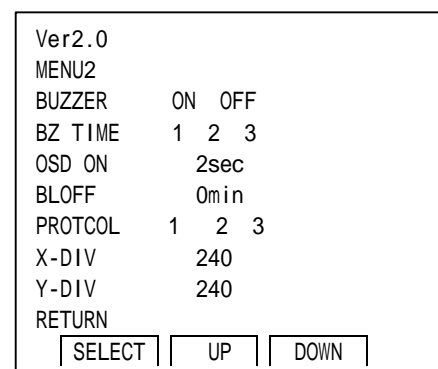 Ver2.0
MENU2
BUZZER ON OFF
BZ TIME 1 2 3
OSD ON 2sec
BLOFF 0min
PROTCOL 1 2 3
X-DIV 240
Y-DIV 240
RETURN
SELECT UP DOWN